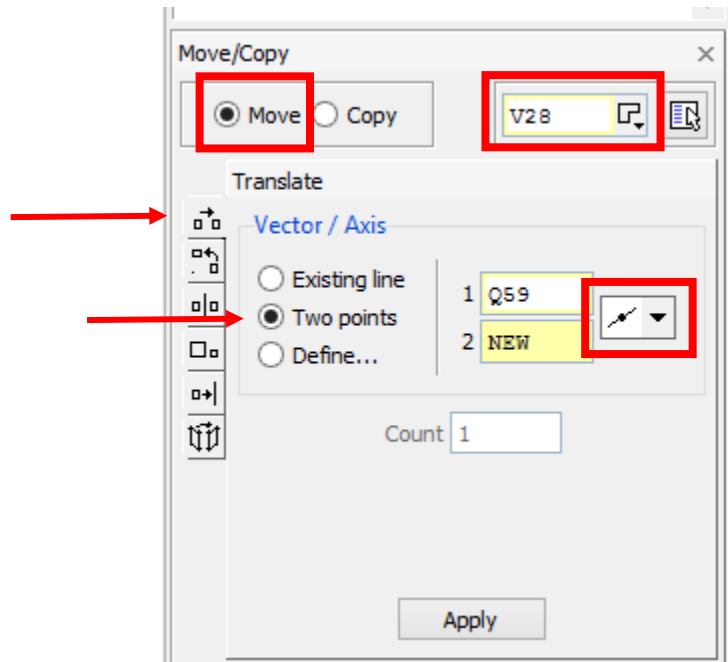 Move/Copy
Move Copy V28
Translate
Vector / Axis
Existing line
1 Q59
Two points
2 NEW
Define...
Count 1
Apply